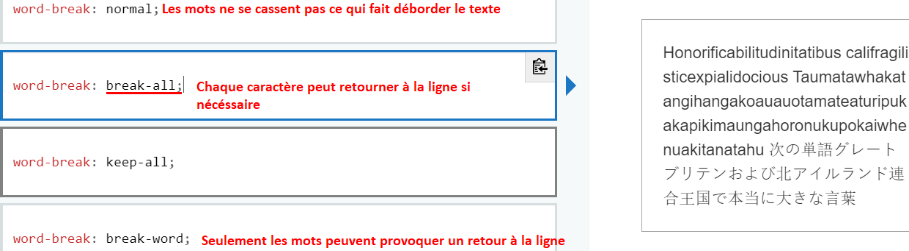 word-break: normal; Les mots ne se cassent pas ce qui fait déborder le texte
word-break: break-all; Chaque caractère peut retourner à la ligne si
nécéssaire
word-break: keep-all;
word-break: break-word; Seulement les mots peuvent provoquer un retour à la ligne
Honorificabilitudinitatibus califragili
sticexpialidocious Taumatawhakat
angihangakoauauotamateaturipuk
akapikimaungahoronukupokaiwhe
nuakitanatahu 次の単語グレート
ブリテンおよび北アイルランド連
合王国で本当に大きな言葉